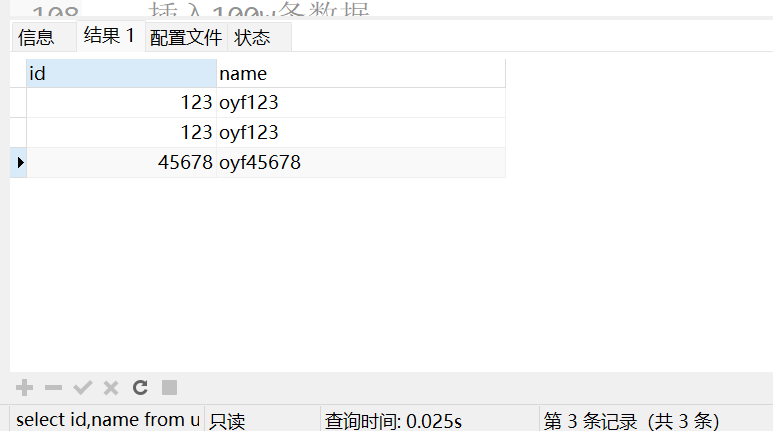 108 插入100w条数据
信息 结果 1 配置文件 状态
id name
123 oyf123
123 oyf123
45678 oyf45678
select id,name from u 只读 查询时间: 0.025s 第 3 条记录 (共 3 条)